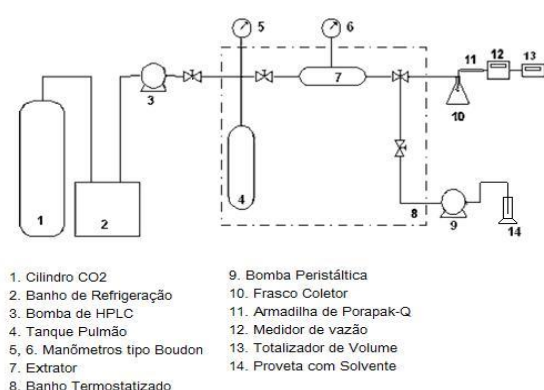 5
6
12
13
11
3
7
10
1
2
4
8
9
14
1. Cilindro CO2
2. Banho de Refrigeração
3. Bomba de HPLC
4. Tanque Pulmão
5, 6. Manõmetros tipo Boudon
7. Extrator
8. Banho Termostatizado
9. Bomba Peristáltica
10. Frasco Coletor
11. Armadilha de Porapak-Q
12. Medidor de vazão
13. Totalizador de Volume
14. Proveta com Solvente